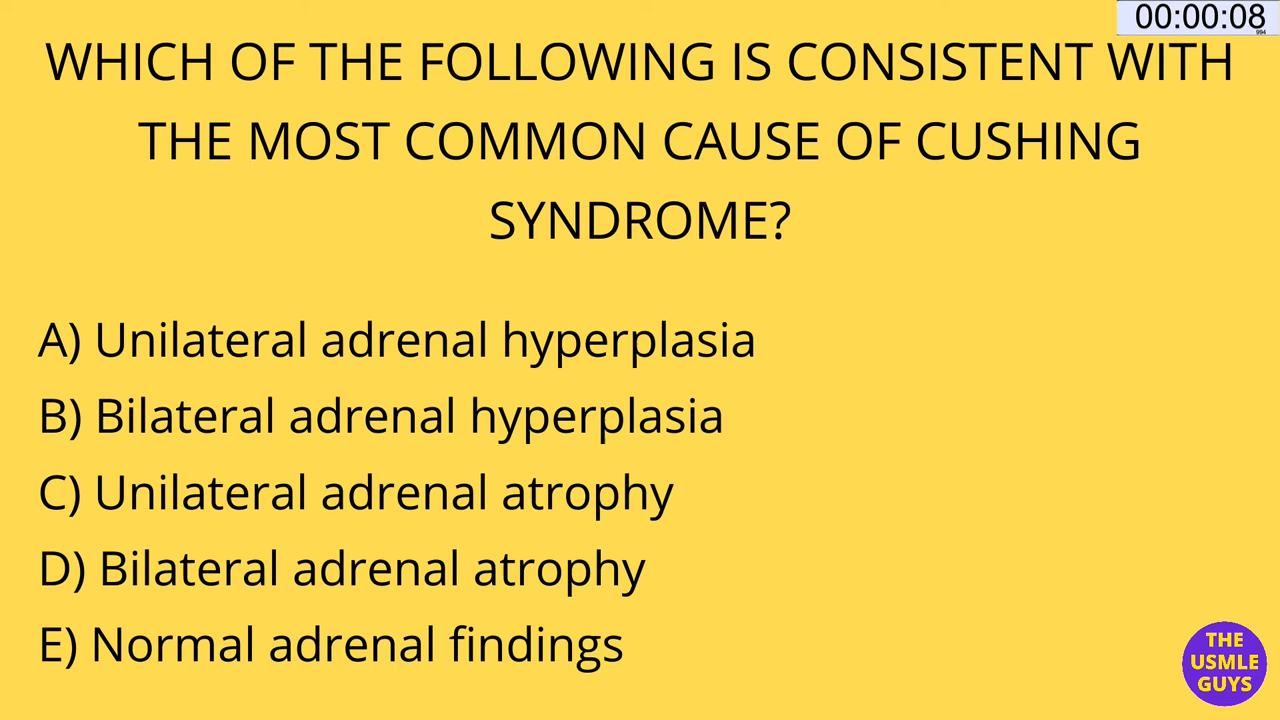 00:00:08
994
WHICH OF THE FOLLOWING IS CONSISTENT WITH
THE MOST COMMON CAUSE OF CUSHING
SYNDROME?
A) Unilateral adrenal hyperplasia
B) Bilateral adrenal hyperplasia
C) Unilateral adrenal atrophy
D) Bilateral adrenal atrophy
E) Normal adrenal findings
THE
USMLE
GUYS